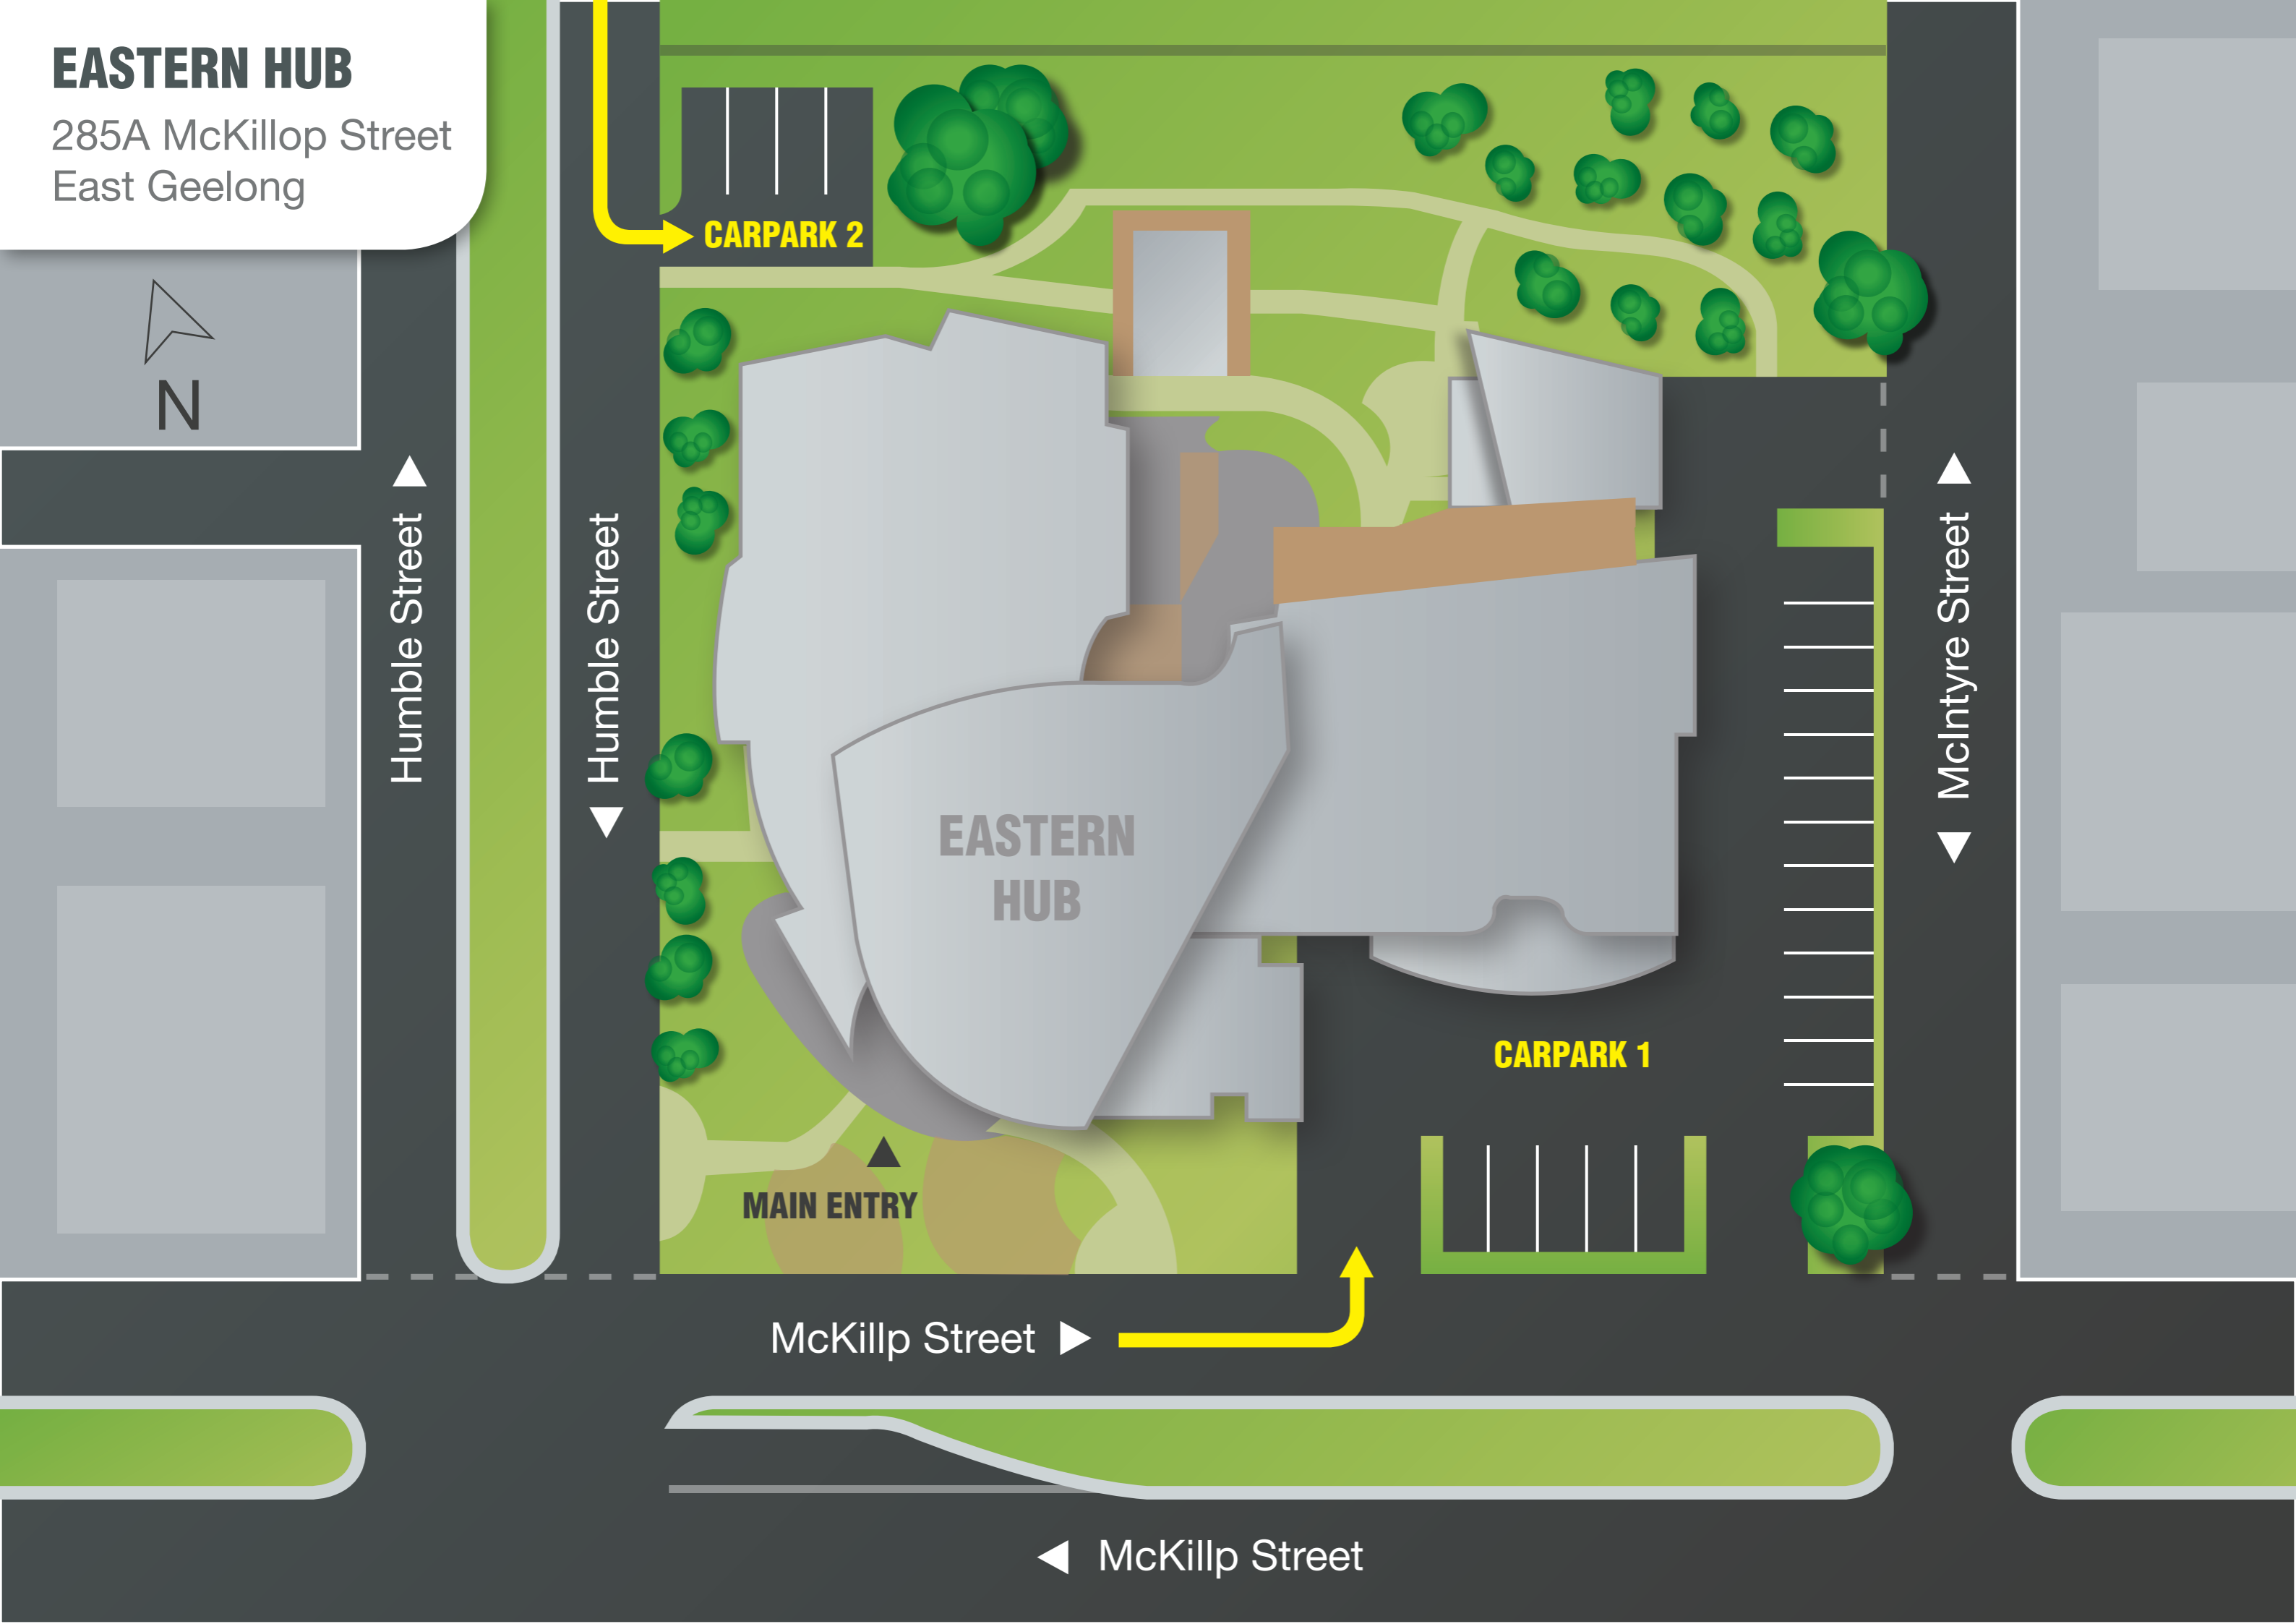 EASTERN HUB
285A McKillop Street
East Geelong
N
CARPARK 2
Humble Street
Humble Street
McIntyre Street
EASTERN
HUB
CARPARK 1
MAIN ENTRY
McKillp Street
McKillp Street